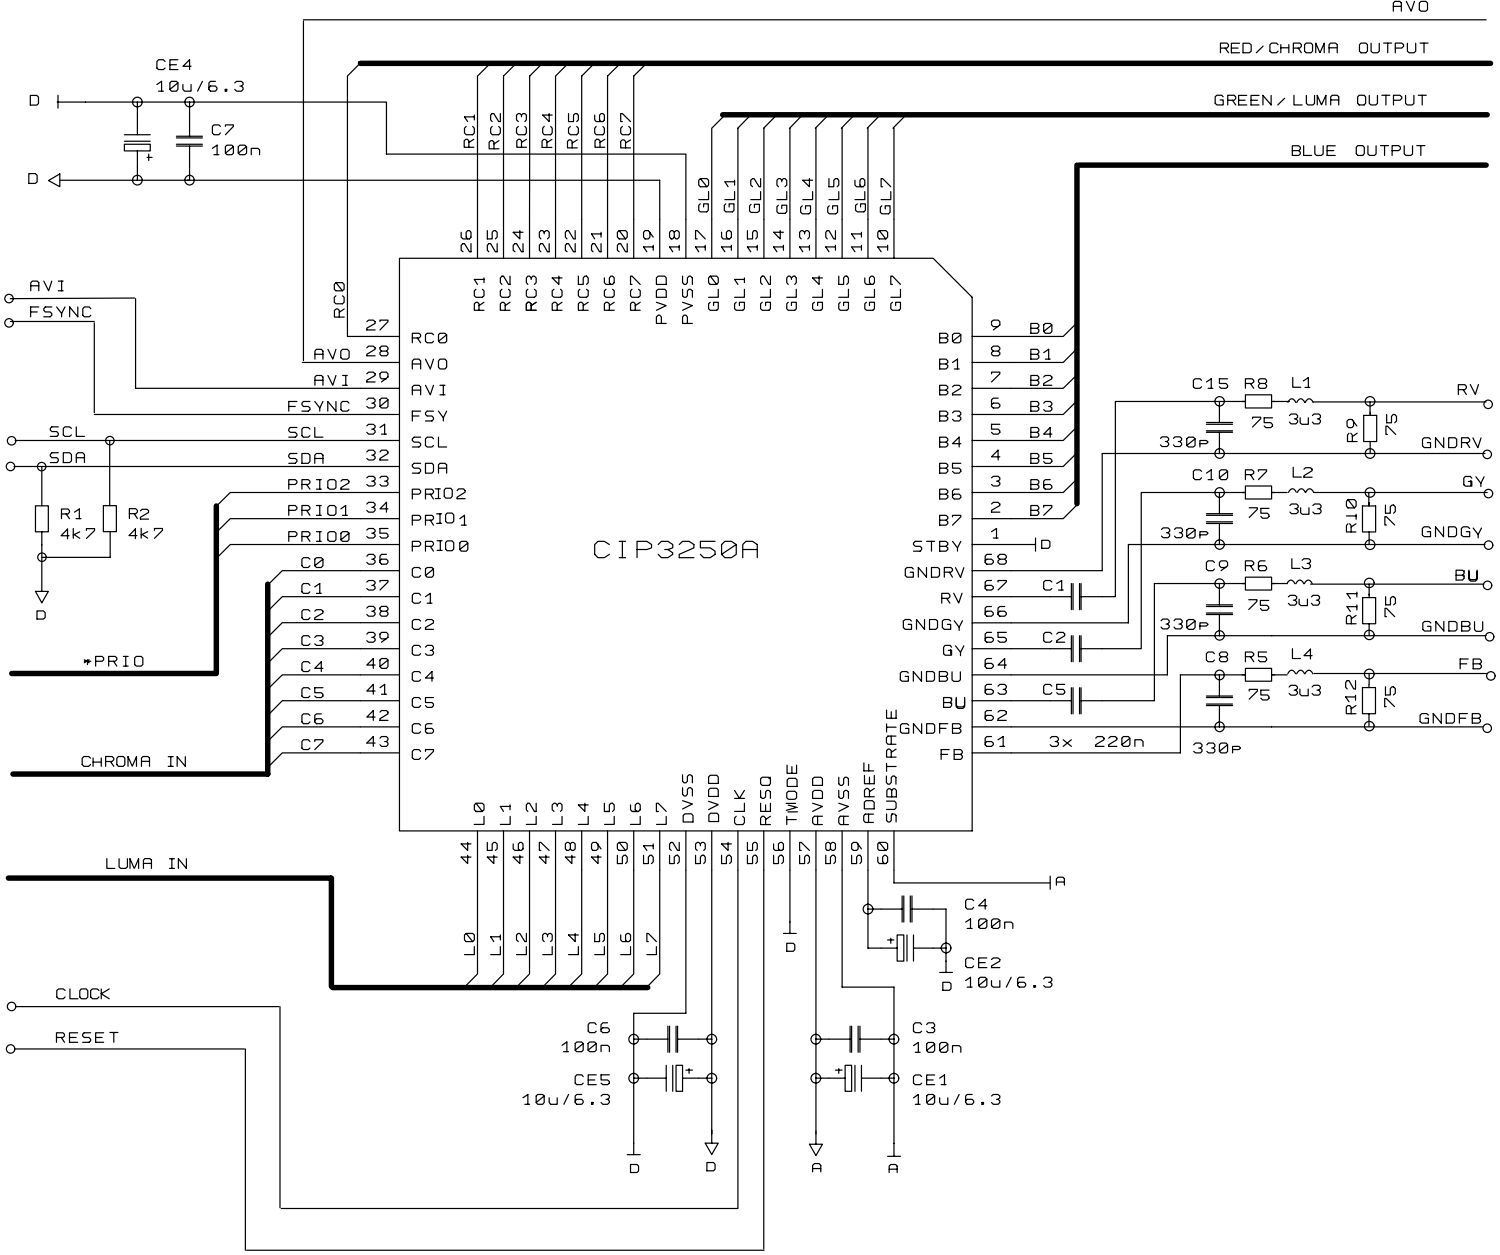 AVO
RED/CHROMA OUTPUT
GREEN/LUMA OUTPUT
BLUE OUTPUT
CE4
10u/6.3
D
C7
100n
D
RC1 RC2 RC3 RC4 RC5 RC6 RC7
GL0 GL1 GL2 GL3 GL4 GL5 GL6 GL7
26 25 24 23 22 21 20 19 18 17 16 15 14 13 12 11 10
RC1 RC2 RC3 RC4 RC5 RC6 RC7 PVDD PVSS GL0 GL1 GL2 GL3 GL4 GL5 GL6 GL7
AVI
FSYNC
RC0
27 RC0
AVO 28 AVO
AVI 29 AVI
FSYNC 30 FSY
SCL SCL 31 SCL
SDA SDA 32 SDA
PRIO2 33 PRIO2
PRIO1 34 PRIO1
PRIO0 35 PRIO0
C0 36 C0
C1 37 C1
C2 38 C2
C3 39 C3
C4 40 C4
C5 41 C5
C6 42 C6
C7 43 C7
R1
4k7
R2
4k7
D
*PRIO
CHROMA IN
LUMA IN
CLOCK
RESET
CIP3250A
B0 9 B0
B1 8 B1
B2 7 B2
B3 6 B3
B4 5 B4
B5 4 B5
B6 3 B6
B7 2 B7
STBY 1 D
GNDRV 68
RV 67 C1
GNDGY 66
GY 65 C2
GNDBU 64
BU 63 C5
GNDFB 62
FB 61 3x 220n
C15 R8 L1 RV
330p 75 3u3 R9 75 GNDRV
C10 R7 L2 GY
330p 75 3u3 R10 75 GNDGY
C9 R6 L3 BU
330p 75 3u3 R11 75 GNDBU
C8 R5 L4 FB
330p 75 3u3 R12 75 GNDFB
L0 L1 L2 L3 L4 L5 L6 L7 DVSS DVDD CLK RESQ TMODE AVDD AVSS ADREF SUBSTRATE
44 45 46 47 48 49 50 51 52 53 54 55 56 57 58 59 60
L0 L1 L2 L3 L4 L5 L6 L7
A
D
C4
100n
CE2
10u/6.3
D
C6
100n
CE5
10u/6.3
D
D
C3
100n
CE1
10u/6.3
A
A